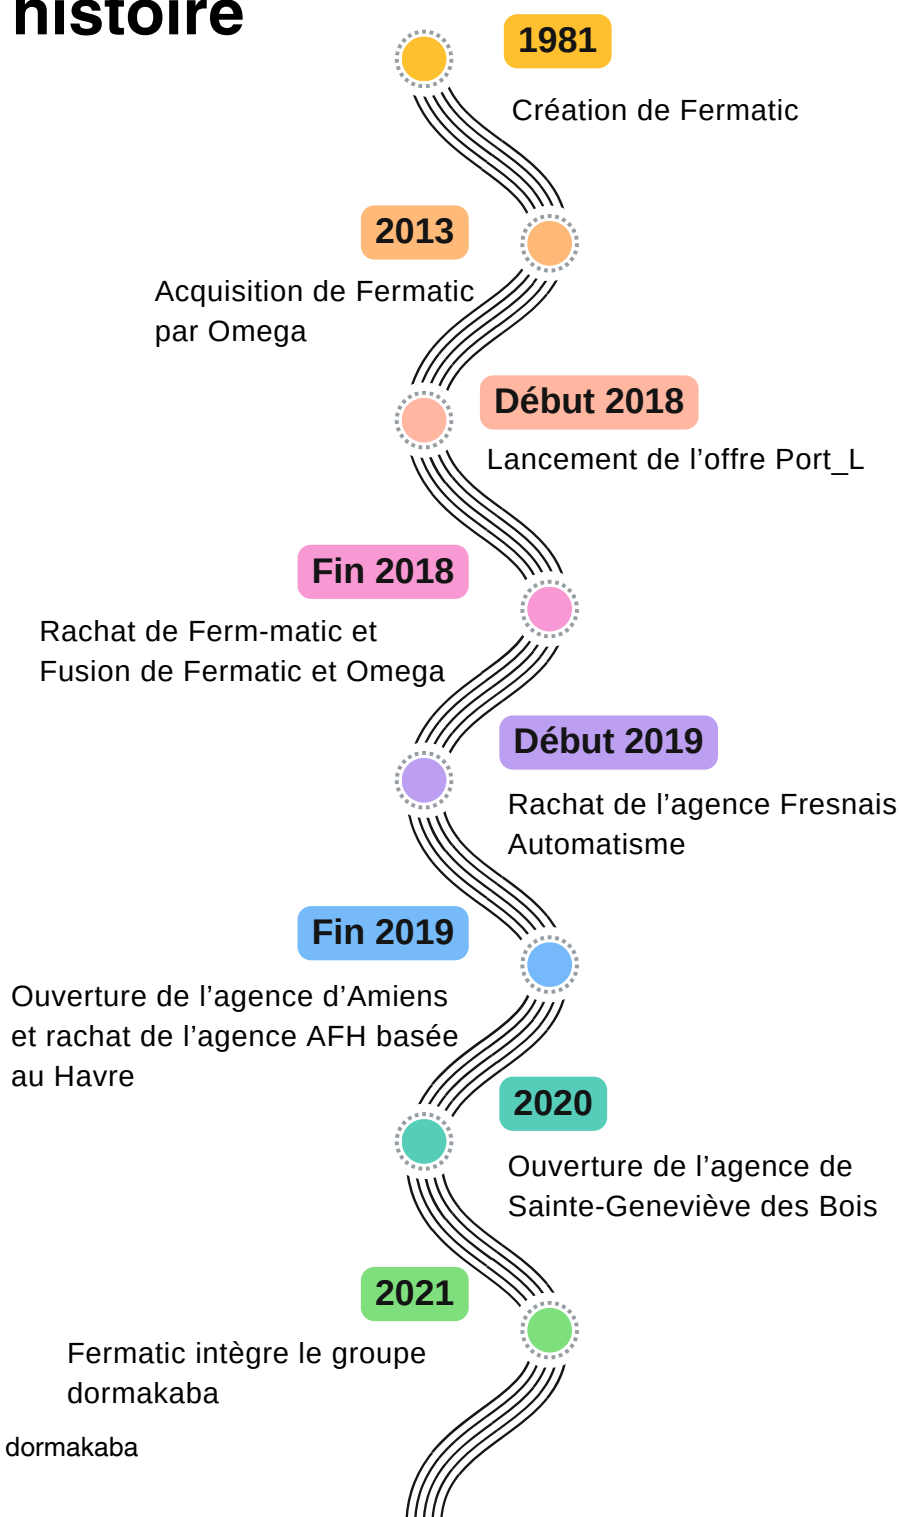 histoire
1981
Création de Fermatic
2013
Acquisition de Fermatic
par Omega
Début 2018
Lancement de l’offre Port_L
Fin 2018
Rachat de Ferm-matic et
Fusion de Fermatic et Omega
Début 2019
Rachat de l’agence Fresnais
Automatisme
Fin 2019
Ouverture de l’agence d’Amiens
et rachat de l’agence AFH basée
au Havre
2020
Ouverture de l’agence de
Sainte-Geneviève des Bois
2021
Fermatic intègre le groupe
dormakaba
dormakaba